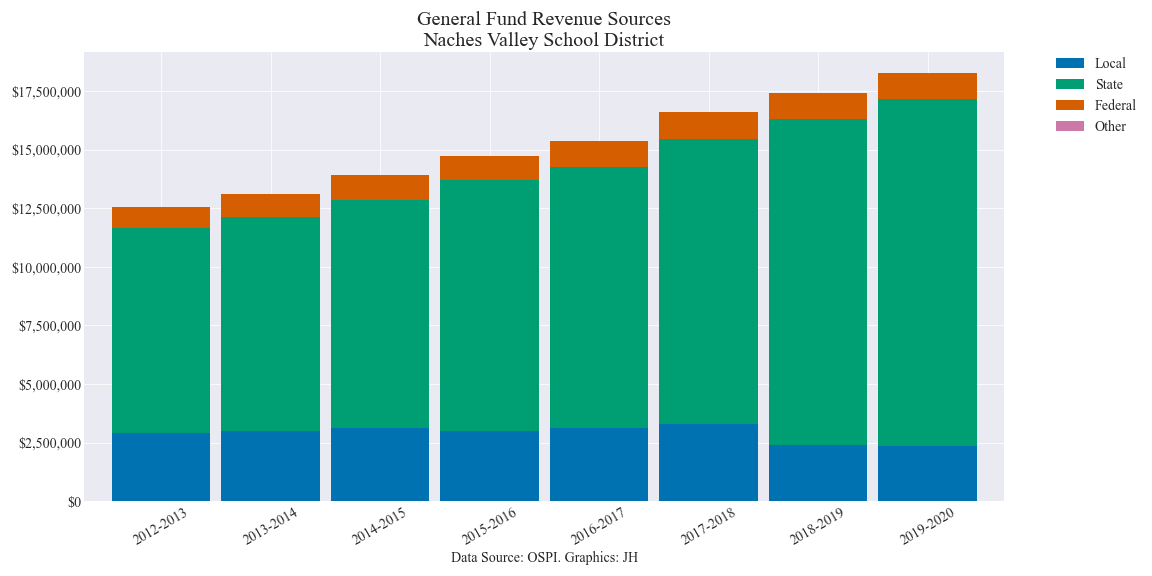 General Fund Revenue Sources
Naches Valley School District
Local
State
Federal
Other
$17,500,000
$15,000,000
$12,500,000
$10,000,000
$7,500,000
$5,000,000
$2,500,000
$0
2012-2013
2013-2014
2014-2015
2015-2016
2016-2017
2017-2018
2018-2019
2019-2020
Data Source: OSPI. Graphics: JH